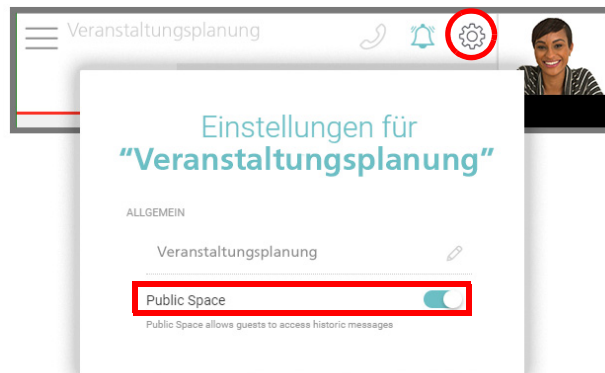 Veranstaltungsplanung
Einstellungen für
“Veranstaltungsplanung”
ALLGEMEIN
Veranstaltungsplanung
Public Space
Public Space allows guests to access historic messages